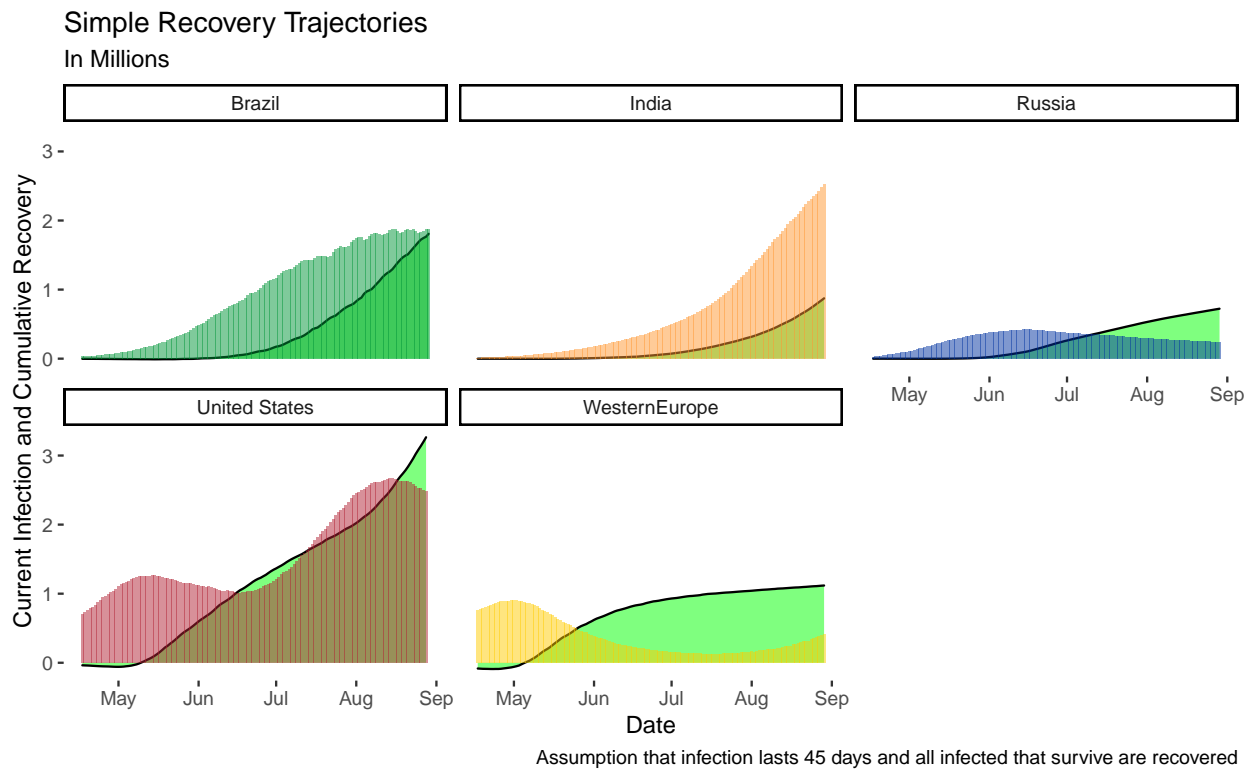 Simple Recovery Trajectories
In Millions
Brazil
India
Russia
3
2
1
0
May Jun Jul Aug Sep
United States
WesternEurope
3
2
1
0
May Jun Jul Aug Sep
May Jun Jul Aug Sep
Current Infection and Cumulative Recovery
Date
Assumption that infection lasts 45 days and all infected that survive are recovered